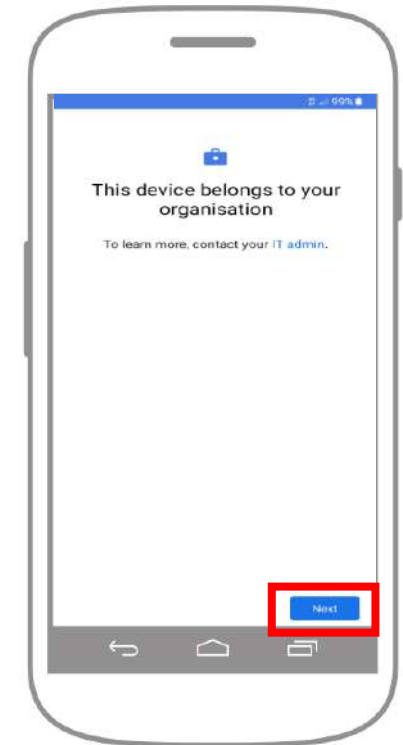 99%
This device belongs to your
organisation
To learn more, contact your IT admin.
Next